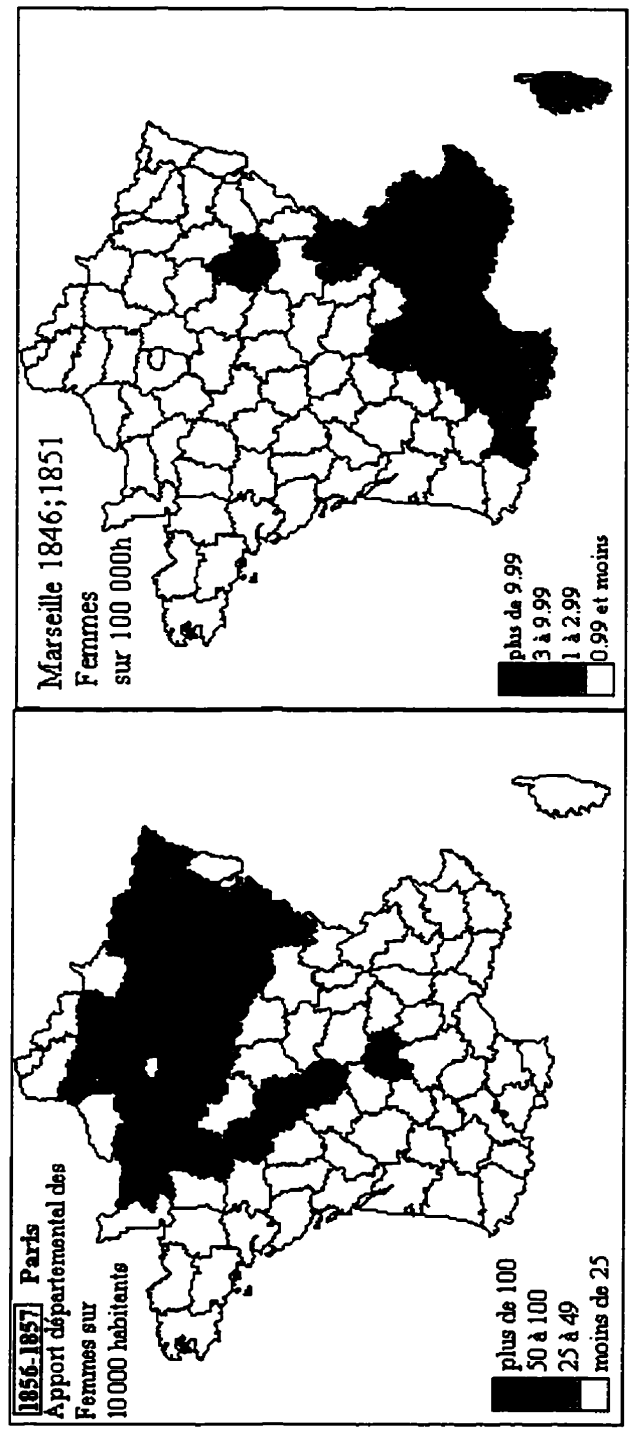 1856-1857 Paris
Apport départemental des
Femmes sur
10 000 habitants
plus de 100
50 à 100
25 à 49
moins de 25
Marseille 1846;1851
Femmes
sur 100 000h
plus de 9.99
3 à 9.99
1 à 2.99
0.99 et moins